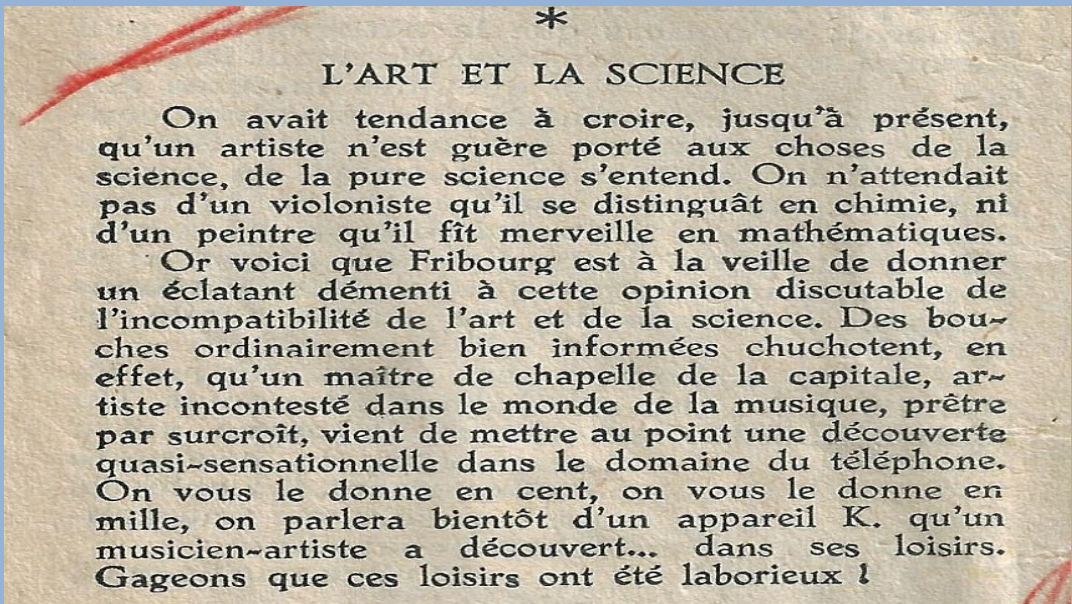 *
L'ART ET LA SCIENCE
On avait tendance à croire, jusqu'à présent,
qu'un artiste n'est guère porté aux choses de la
science, de la pure science s'entend. On n'attendait
pas d'un violoniste qu'il se distinguât en chimie, ni
d'un peintre qu'il fît merveille en mathématiques.
Or voici que Fribourg est à la veille de donner
un éclatant démenti à cette opinion discutable de
l'incompatibilité de l'art et de la science. Des bou-
ches ordinairement bien informées chuchotent, en
effet, qu'un maître de chapelle de la capitale, ar-
tiste incontesté dans le monde de la musique, prêtre
par surcroît, vient de mettre au point une découverte
quasi-sensationnelle dans le domaine du téléphone.
On vous le donne en cent, on vous le donne en
mille, on parlera bientôt d'un appareil K. qu'un
musicien-artiste a découvert... dans ses loisirs.
Gageons que ces loisirs ont été laborieux !